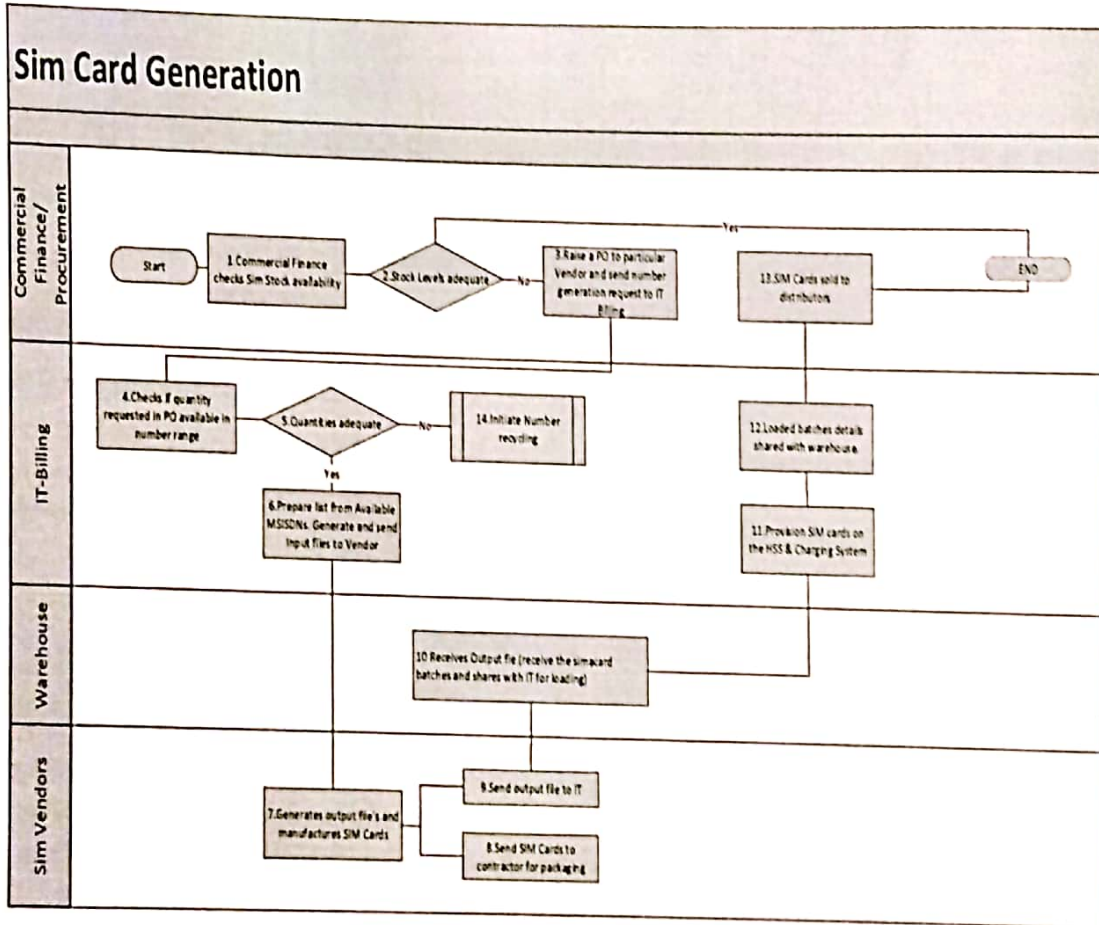 Sim Card Generation
Commercial
Finance/
Procurement
Start
1.Commercial Finance
checks Sim Stock availability
2.Stock Levels adequate
No
Yes
3.Raise a PO to particular
Vendor and send number
generation request to IT
Billing
13.SIM Cards sold to
distributors
END
IT-Billing
4.Checks if quantity
requested in PO available in
number range
5.Quantities adequate
No
14.Initiate Number
recycling
Yes
6.Prepare list from Available
MSISDNs. Generate and send
Input files to Vendor
12.Loaded batches details
shared with warehouse.
11.Provision SIM cards on
the HSS & Charging System
Warehouse
10 Receives Output file (receive the simacard
batches and shares with IT for loading)
Sim Vendors
7.Generates output file's and
manufactures SIM Cards
9.Send output file to IT
8.Send SIM Cards to
contractor for packaging